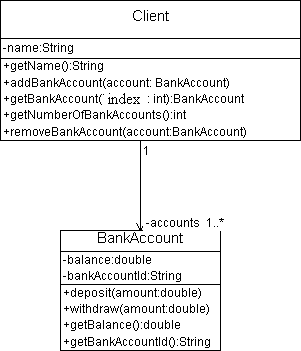 Client
-name:String
+getName():String
+addBankAccount(account: BankAccount)
+getBankAccount( index : int):BankAccount
+getNumberOfBankAccounts():int
+removeBankAccount(account:BankAccount)
1
-accounts 1..*
BankAccount
-balance:double
-bankAccountId:String
+deposit(amount:double)
+withdraw(amount:double)
+getBalance():double
+getBankAccountId():String